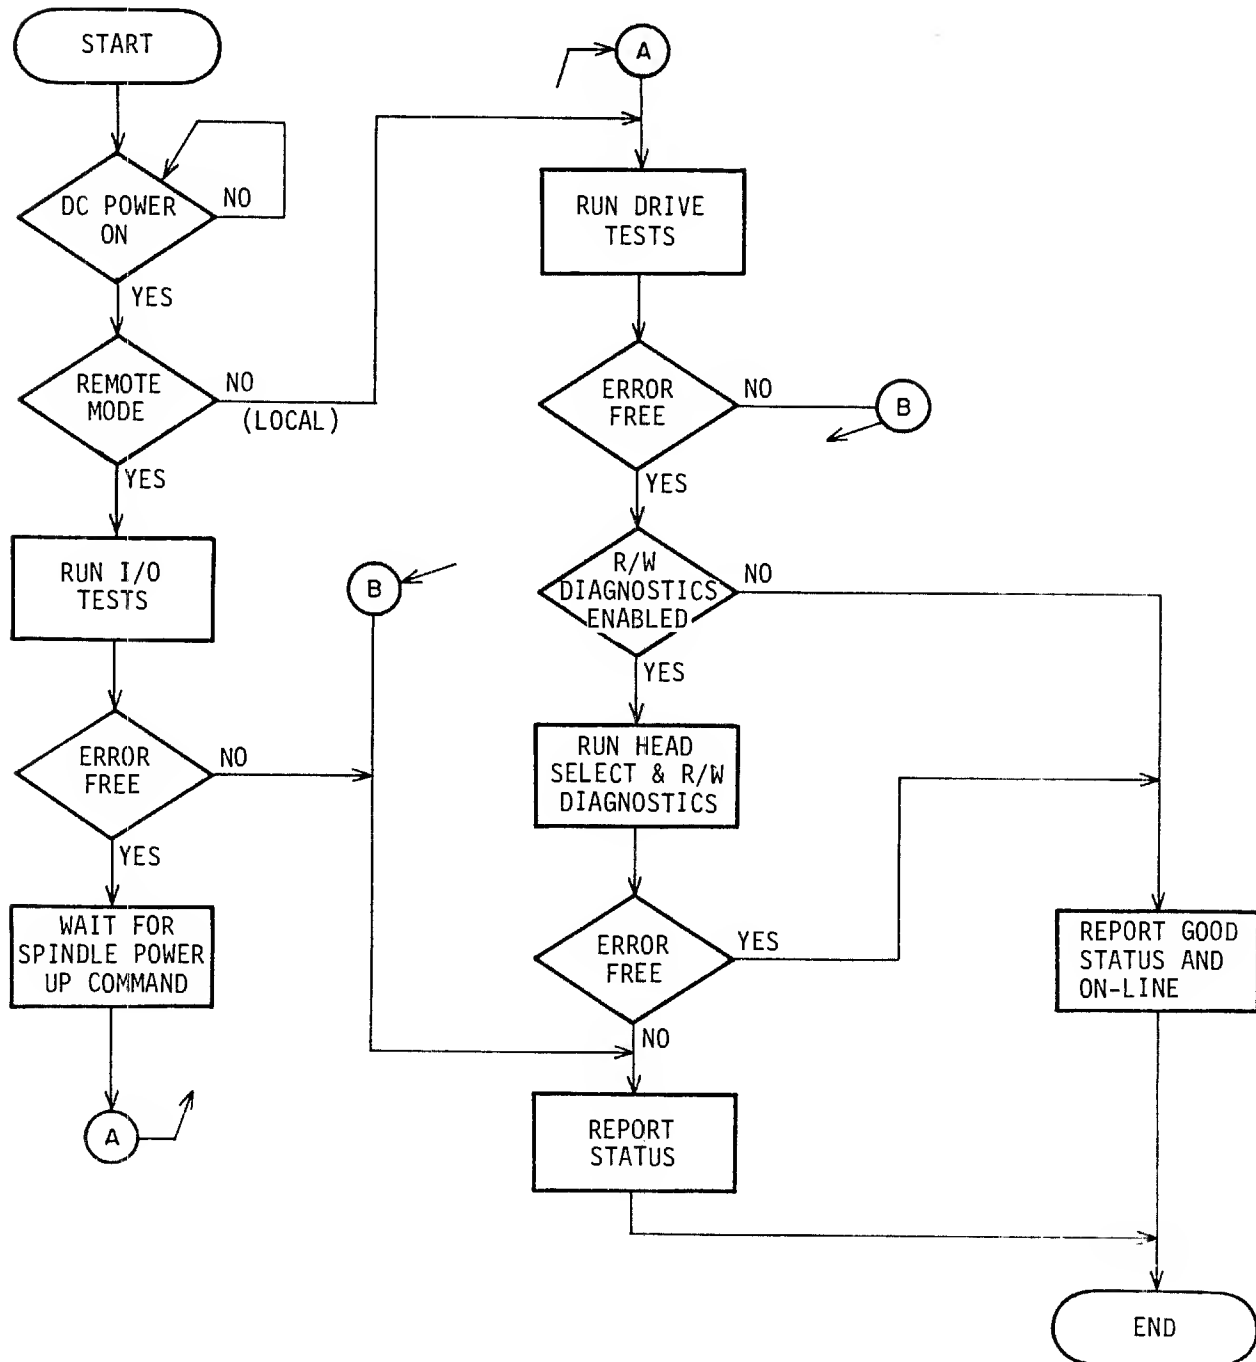 START
DC POWER
ON
NO
YES
REMOTE
MODE
NO
(LOCAL)
YES
RUN I/O
TESTS
ERROR
FREE
NO
YES
WAIT FOR
SPINDLE POWER
UP COMMAND
A
B
A
RUN DRIVE
TESTS
ERROR
FREE
NO
B
YES
R/W
DIAGNOSTICS
ENABLED
NO
YES
RUN HEAD
SELECT & R/W
DIAGNOSTICS
ERROR
FREE
YES
NO
REPORT
STATUS
REPORT GOOD
STATUS AND
ON-LINE
END